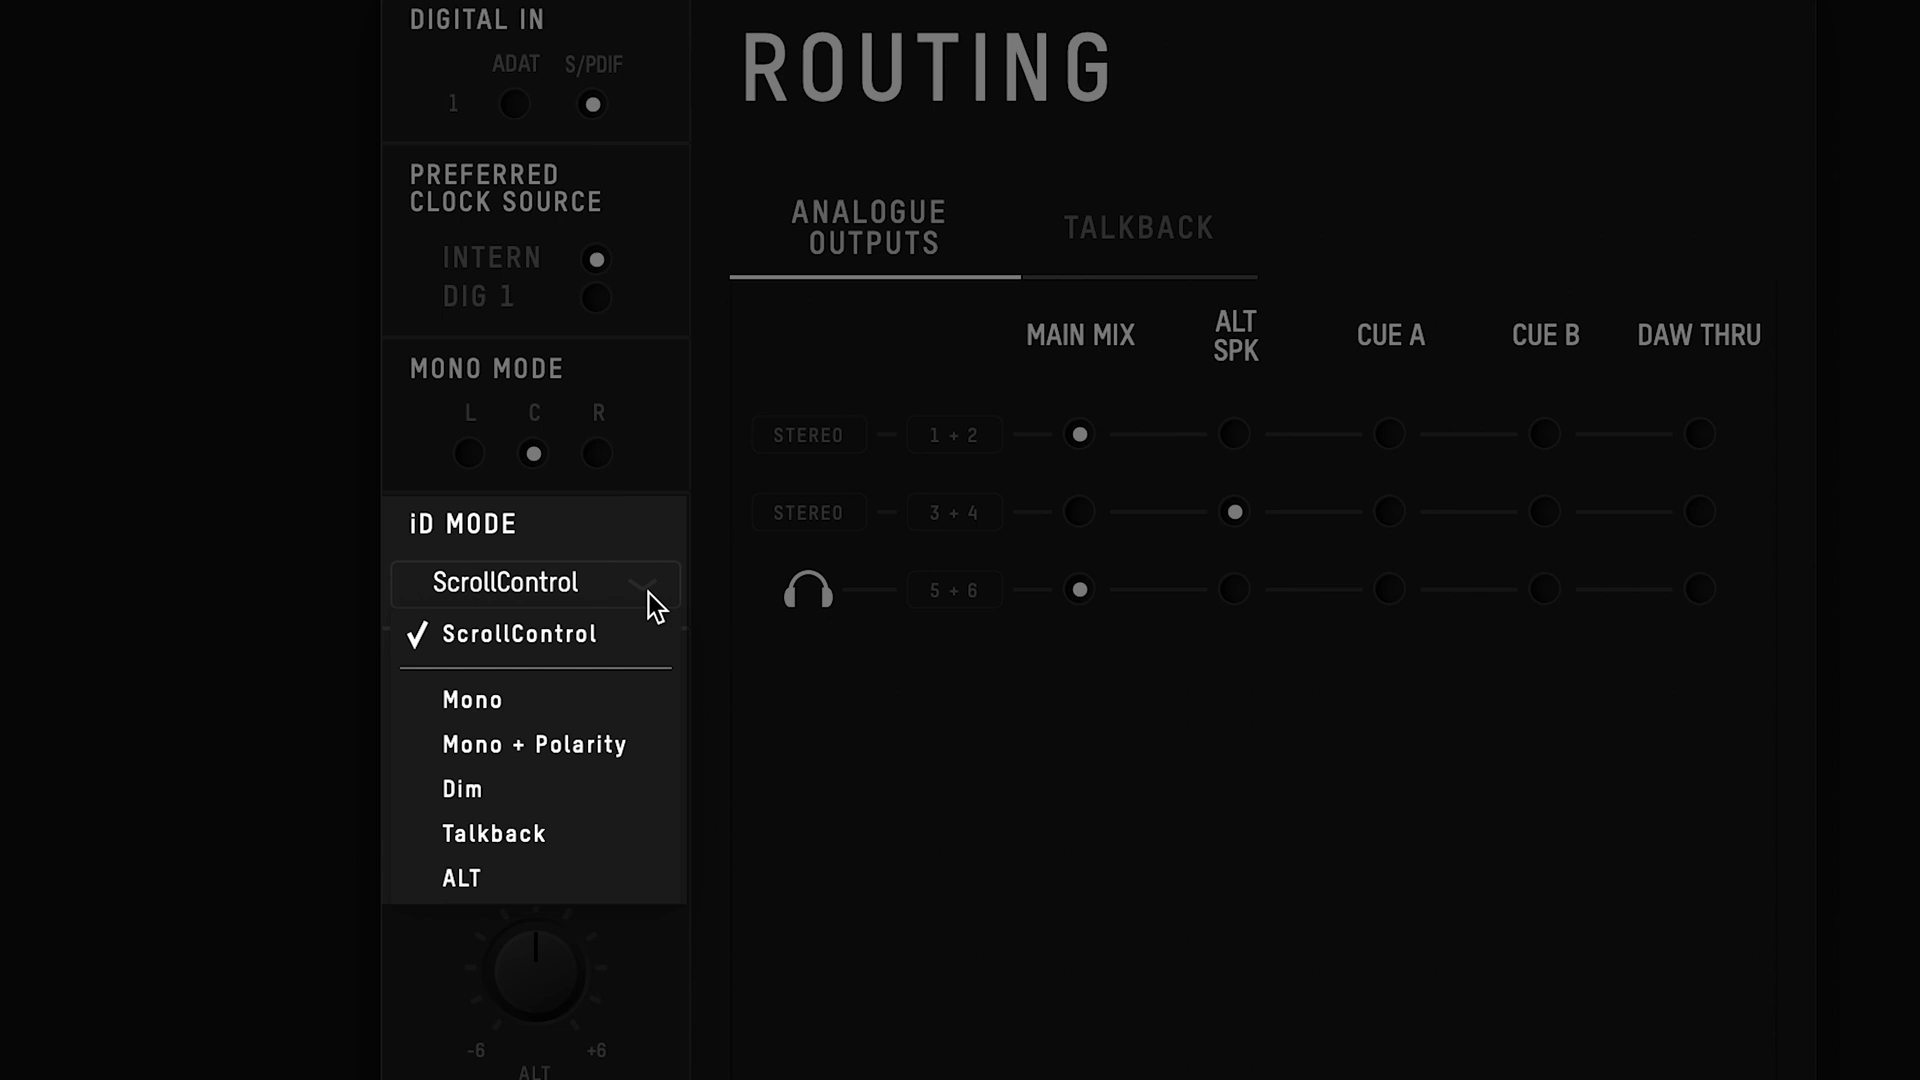 DIGITAL IN
ADAT S/PDIF
1
PREFERRED
CLOCK SOURCE
INTERN
DIG 1
MONO MODE
L C R
iD MODE
ScrollControl
ScrollControl
Mono
Mono + Polarity
Dim
Talkback
ALT
-6 +6
ALT
ROUTING
ANALOGUE
OUTPUTS
TALKBACK
MAIN MIX
ALT
SPK
CUE A
CUE B
DAW THRU
STEREO 1 + 2
STEREO 3 + 4
5 + 6